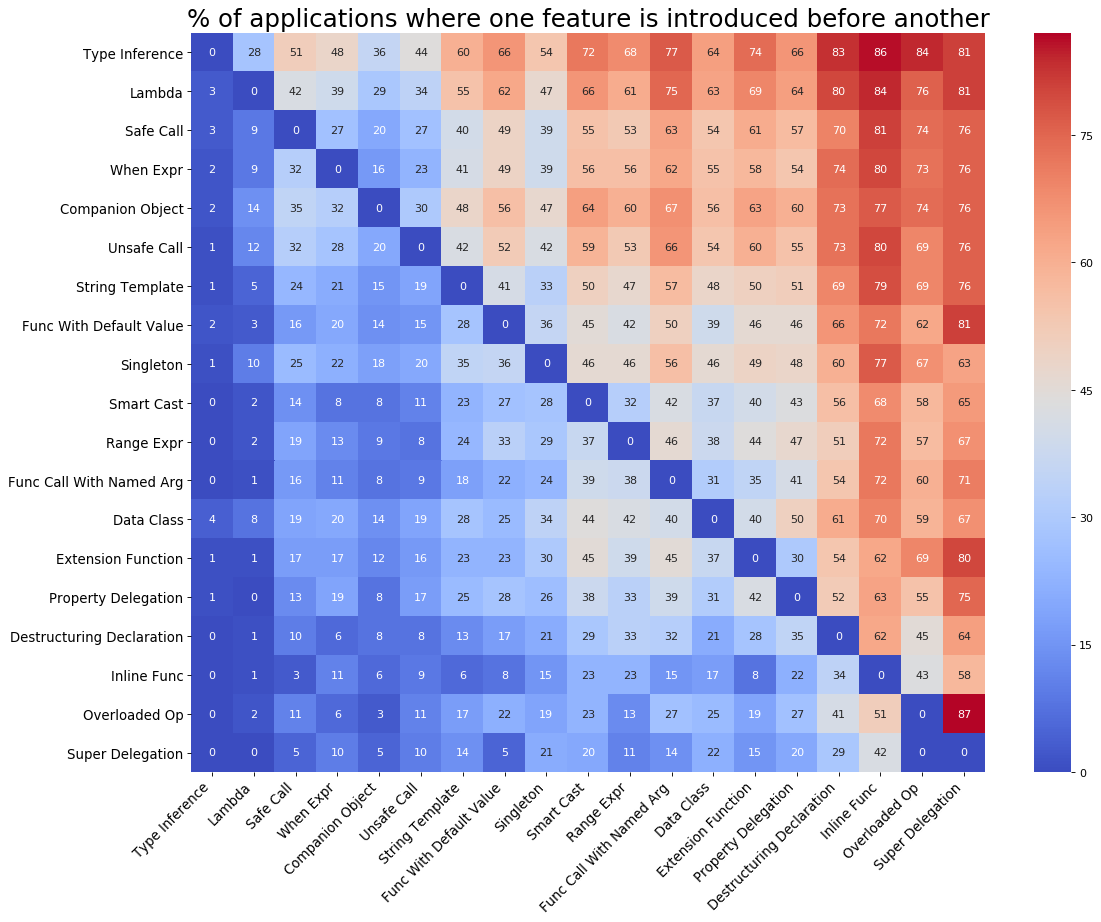 % of applications where one feature is introduced before another
Type Inference 0 28 51 48 36 44 60 66 54 72 68 77 64 74 66 83 86 84 81
Lambda 3 0 42 39 29 34 55 62 47 66 61 75 63 69 64 80 84 76 81
Safe Call 3 9 0 27 20 27 40 49 39 55 53 63 54 61 57 70 81 74 76
When Expr 2 9 32 0 16 23 41 49 39 56 56 62 55 58 54 74 80 73 76
Companion Object 2 14 35 32 0 30 48 56 47 64 60 67 56 63 60 73 77 74 76
Unsafe Call 1 12 32 28 20 0 42 52 42 59 53 66 54 60 55 73 80 69 76
String Template 1 5 24 21 15 19 0 41 33 50 47 57 48 50 51 69 79 69 76
Func With Default Value 2 3 16 20 14 15 28 0 36 45 42 50 39 46 46 66 72 62 81
Singleton 1 10 25 22 18 20 35 36 0 46 46 56 46 49 48 60 77 67 63
Smart Cast 0 2 14 8 8 11 23 27 28 0 32 42 37 40 43 56 68 58 65
Range Expr 0 2 19 13 9 8 24 33 29 37 0 46 38 44 47 51 72 57 67
Func Call With Named Arg 0 1 16 11 8 9 18 22 24 39 38 0 31 35 41 54 72 60 71
Data Class 4 8 19 20 14 19 28 25 34 44 42 40 0 40 50 61 70 59 67
Extension Function 1 1 17 17 12 16 23 23 30 45 39 45 37 0 30 54 62 69 80
Property Delegation 1 0 13 19 8 17 25 28 26 38 33 39 31 42 0 52 63 55 75
Destructuring Declaration 0 1 10 6 8 8 13 17 21 29 33 32 21 28 35 0 62 45 64
Inline Func 0 1 3 11 6 9 6 8 15 23 23 15 17 8 22 34 0 43 58
Overloaded Op 0 2 11 6 3 11 17 22 19 23 13 27 25 19 27 41 51 0 87
Super Delegation 0 0 5 10 5 10 14 5 21 20 11 14 22 15 20 29 42 0 0
Type Inference
Lambda
Safe Call
When Expr
Companion Object
Unsafe Call
String Template
Func With Default Value
Singleton
Smart Cast
Range Expr
Func Call With Named Arg
Data Class
Extension Function
Property Delegation
Destructuring Declaration
Inline Func
Overloaded Op
Super Delegation
75
60
45
30
15
0